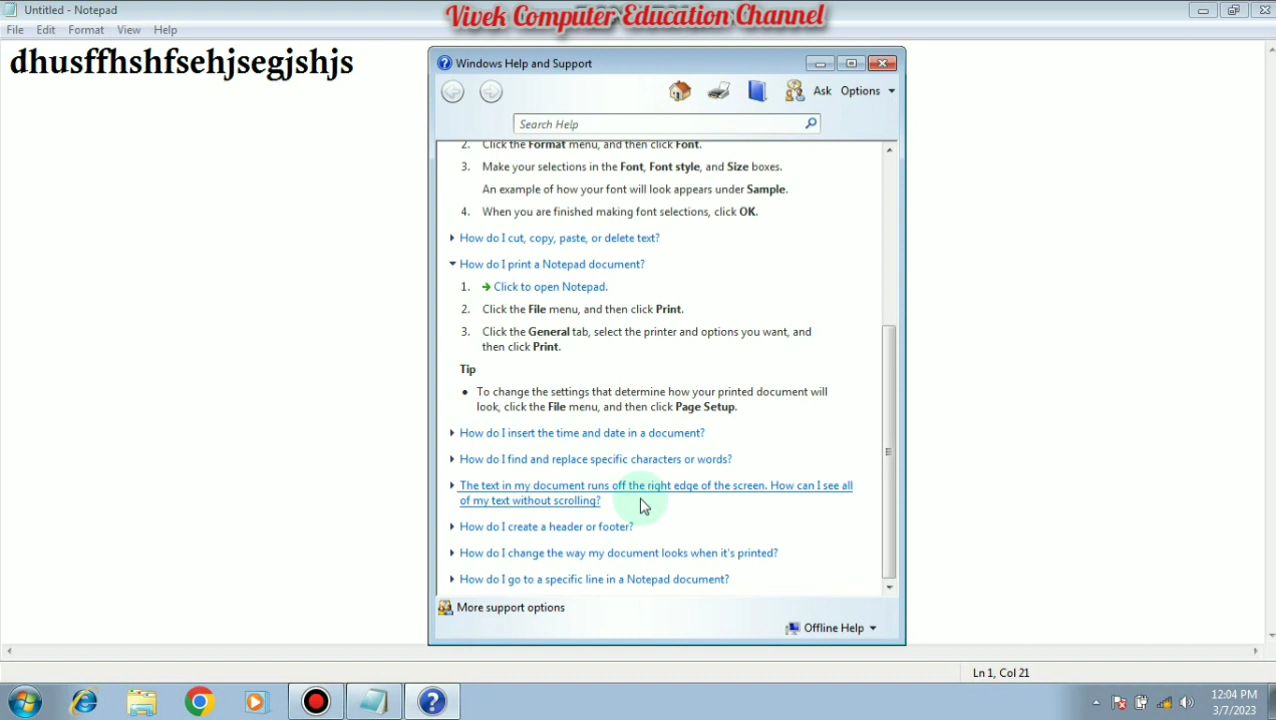 Untitled - Notepad
Vivek Computer Education Channel
File Edit Format View Help
dhusffhshfsehjsegjshjs
Windows Help and Support
Ask Options
Search Help
2. Click the Format menu, and then click Font.
3. Make your selections in the Font, Font style, and Size boxes.
An example of how your font will look appears under Sample.
4. When you are finished making font selections, click OK.
How do I cut, copy, paste, or delete text?
How do I print a Notepad document?
1. Click to open Notepad.
2. Click the File menu, and then click Print.
3. Click the General tab, select the printer and options you want, and
then click Print.
Tip
• To change the settings that determine how your printed document will
look, click the File menu, and then click Page Setup.
How do I insert the time and date in a document?
How do I find and replace specific characters or words?
The text in my document runs off the right edge of the screen. How can I see all
of my text without scrolling?
How do I create a header or footer?
How do I change the way my document looks when it's printed?
How do I go to a specific line in a Notepad document?
More support options
Offline Help
Ln 1, Col 21
12:04 PM
3/7/2023